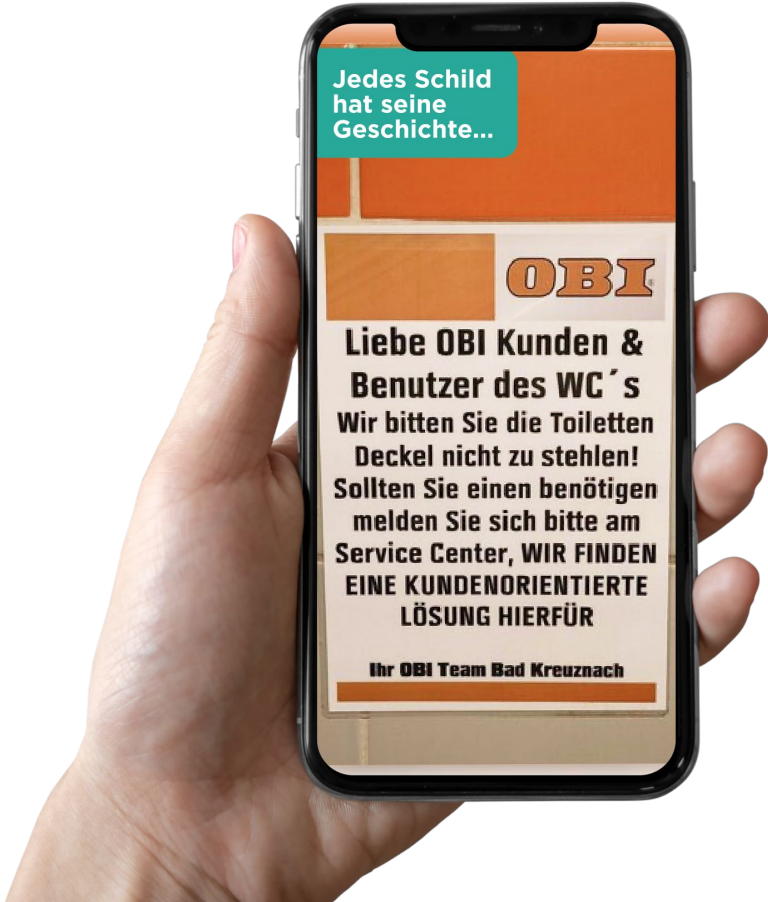 Jedes Schild
hat seine
Geschichte...
OBI
Liebe OBI Kunden &
Benutzer des WC´s
Wir bitten Sie die Toiletten
Deckel nicht zu stehlen!
Sollten Sie einen benötigen
melden Sie sich bitte am
Service Center, WIR FINDEN
EINE KUNDENORIENTIERTE
LÖSUNG HIERFÜR
Ihr OBI Team Bad Kreuznach